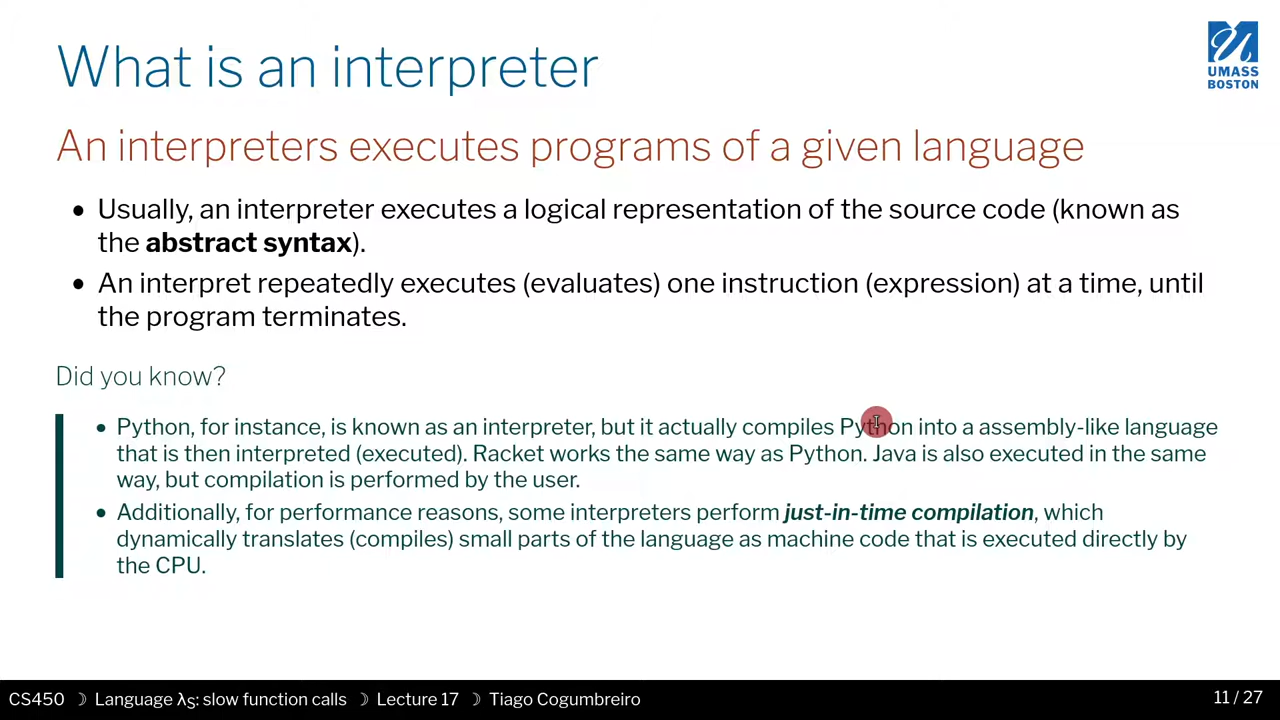 What is an interpreter
UMASS
BOSTON
An interpreters executes programs of a given language
• Usually, an interpreter executes a logical representation of the source code (known as
the abstract syntax).
• An interpret repeatedly executes (evaluates) one instruction (expression) at a time, until
the program terminates.
Did you know?
• Python, for instance, is known as an interpreter, but it actually compiles Python into a assembly-like language
that is then interpreted (executed). Racket works the same way as Python. Java is also executed in the same
way, but compilation is performed by the user.
• Additionally, for performance reasons, some interpreters perform just-in-time compilation, which
dynamically translates (compiles) small parts of the language as machine code that is executed directly by
the CPU.
CS450 ☽ Language λS: slow function calls ☽ Lecture 17 ☽ Tiago Cogumbreiro
11 / 27